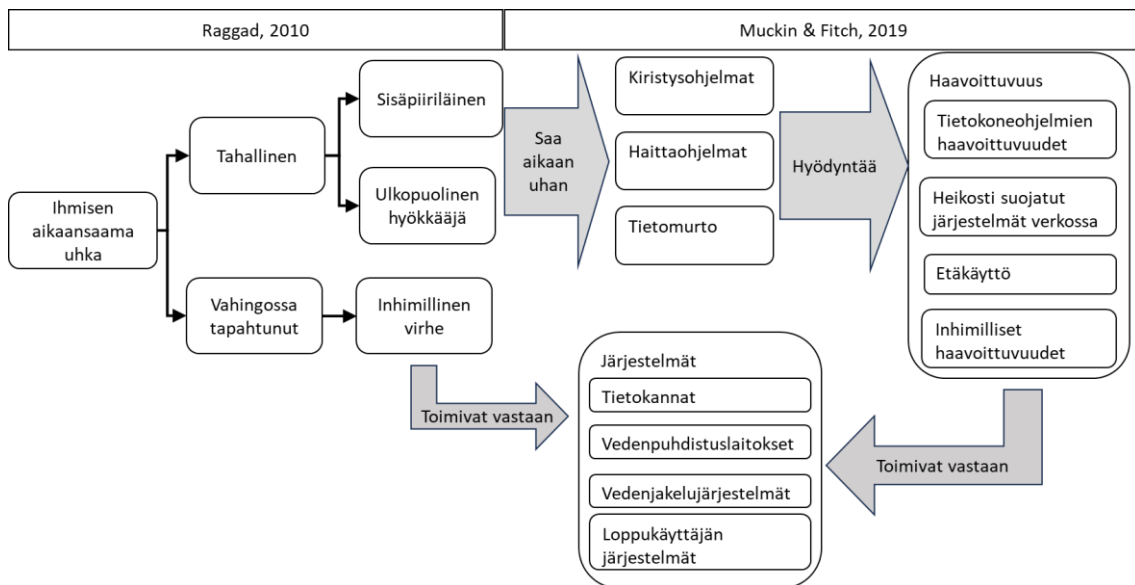 Raggad, 2010
Muckin & Fitch, 2019
Ihmisen
aikaansaama
uhka
Tahallinen
Vahingossa
tapahtunut
Sisäpiiriläinen
Ulkopuolinen
hyökkääjä
Inhimillinen
virhe
Saa
aikaan
uhan
Kiristysohjelmat
Haittaohjelmat
Tietomurto
Hyödyntää
Haavoittuvuus
Tietokoneohjelmien
haavoittuvuudet
Heikosti suojatut
järjestelmät verkossa
Etäkäyttö
Inhimilliset
haavoittuvuudet
Toimivat vastaan
Järjestelmät
Tietokannat
Vedenpuhdistuslaitokset
Vedenjakelujärjestelmät
Loppukäyttäjän
järjestelmät
Toimivat vastaan